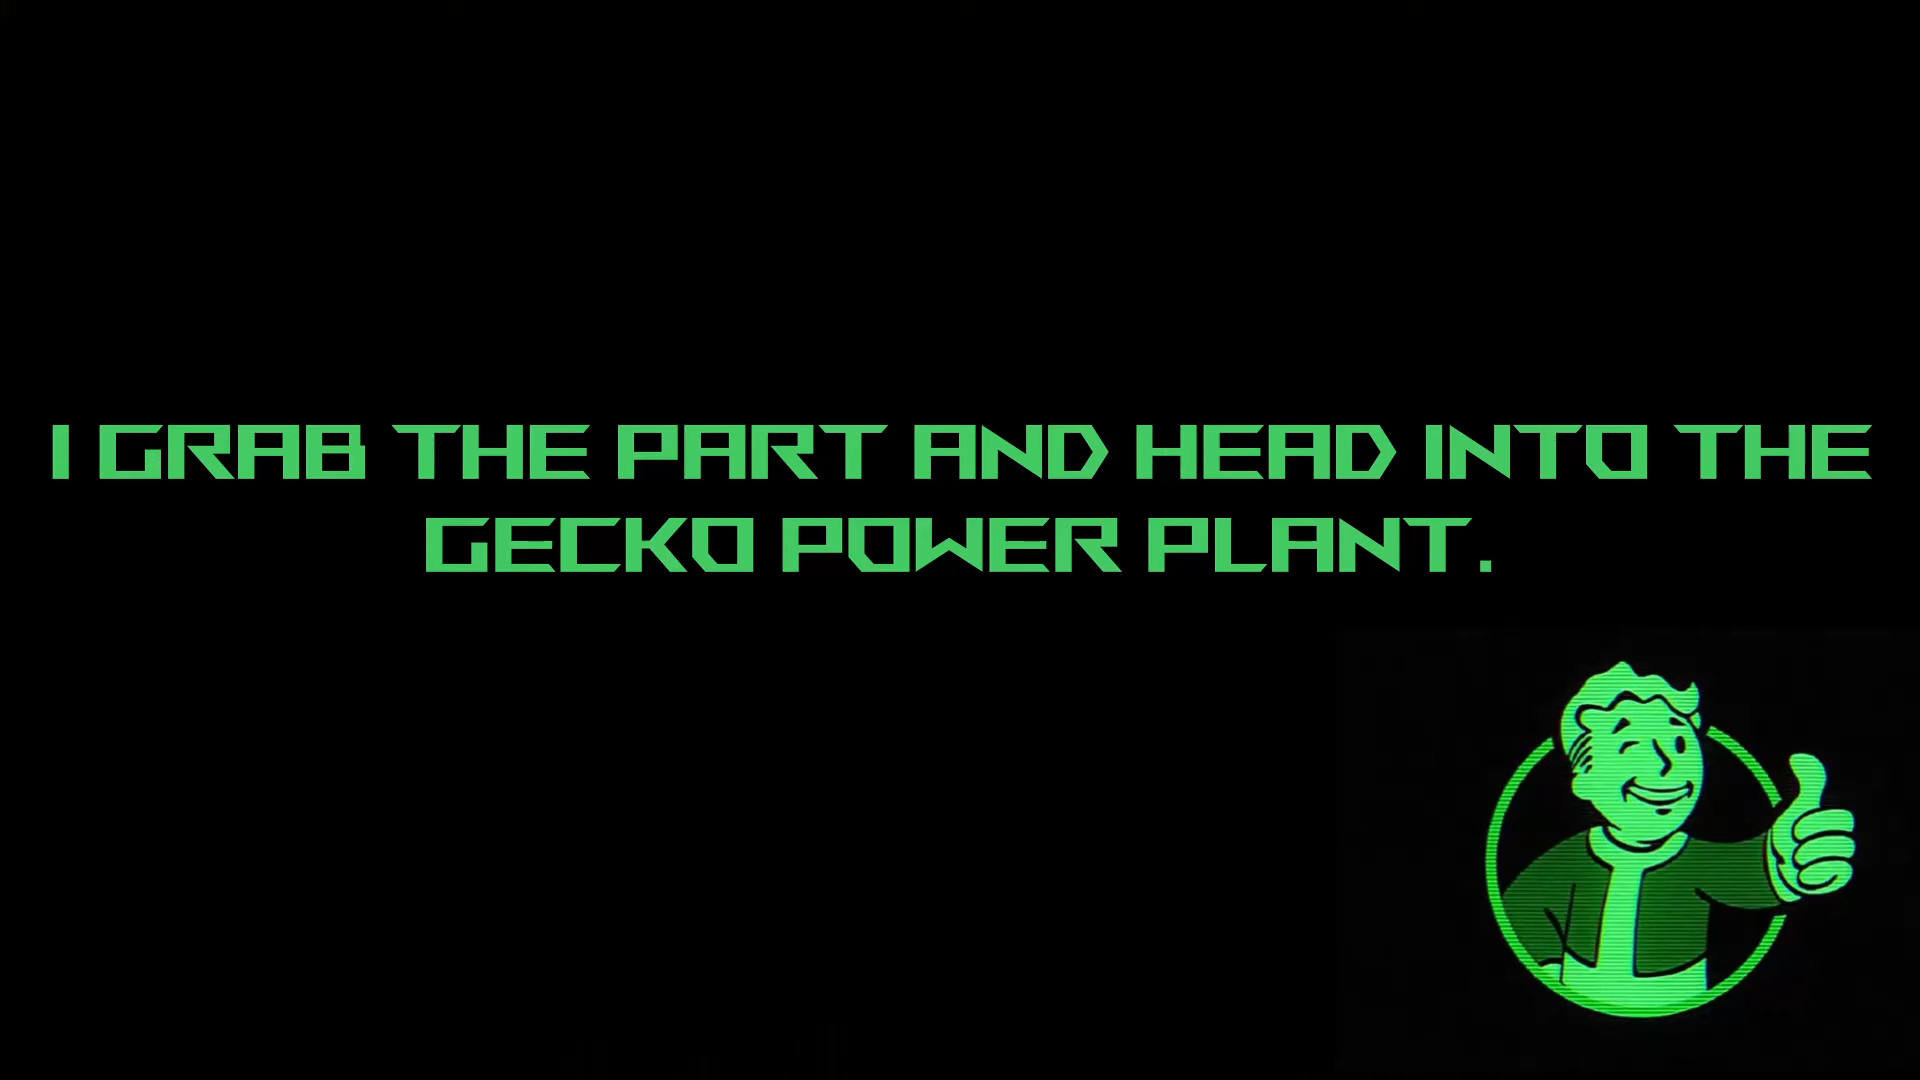 I GRAB THE PART AND HEAD INTO THE
GECKO POWER PLANT.